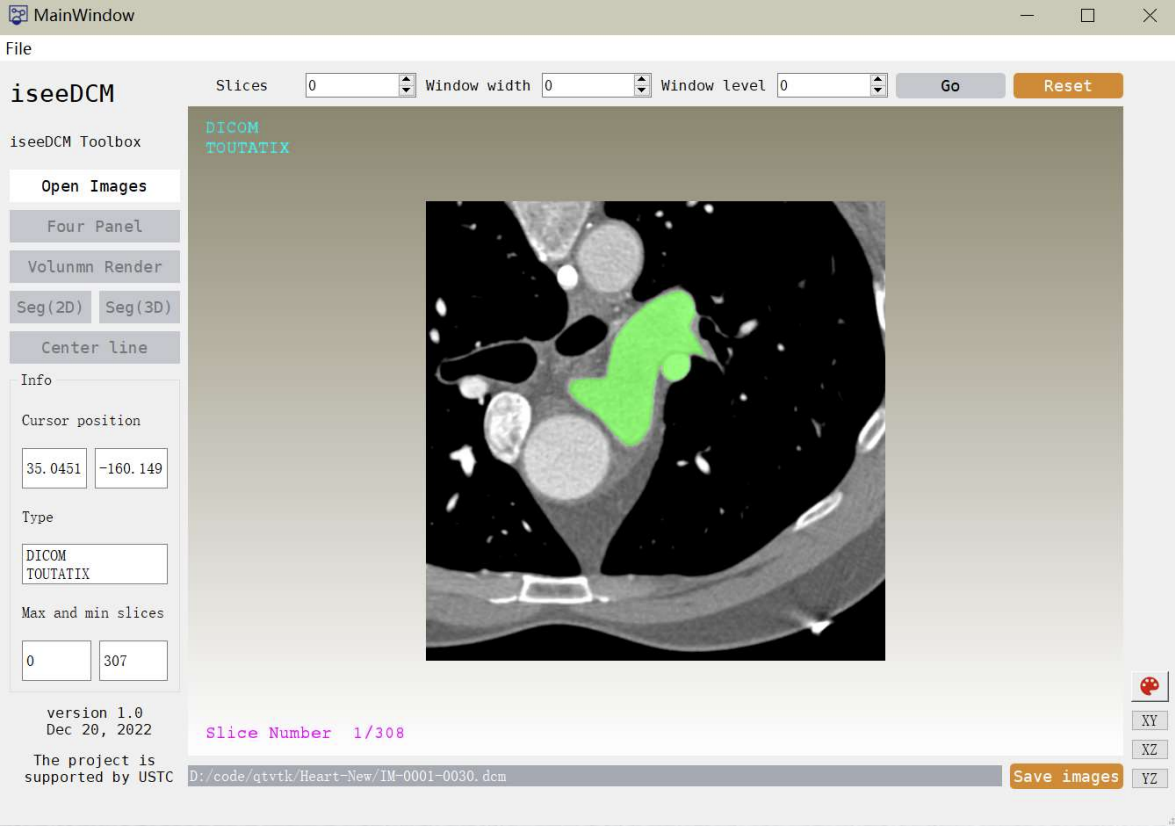 MainWindow
File
iseeDCM
Slices 0 Window width 0 Window level 0 Go Reset
iseeDCM Toolbox
Open Images
Four Panel
Volunmn Render
Seg(2D) Seg(3D)
Center line
Info
Cursor position
35.0451 -160.149
Type
DICOM
TOUTATIX
Max and min slices
0 307
version 1.0
Dec 20, 2022
The project is
supported by USTC
DICOM
TOUTATIX
Slice Number 1/308
D:/code/qtvtk/Heart-New/IM-0001-0030.dcm
Save images
XY
XZ
YZ